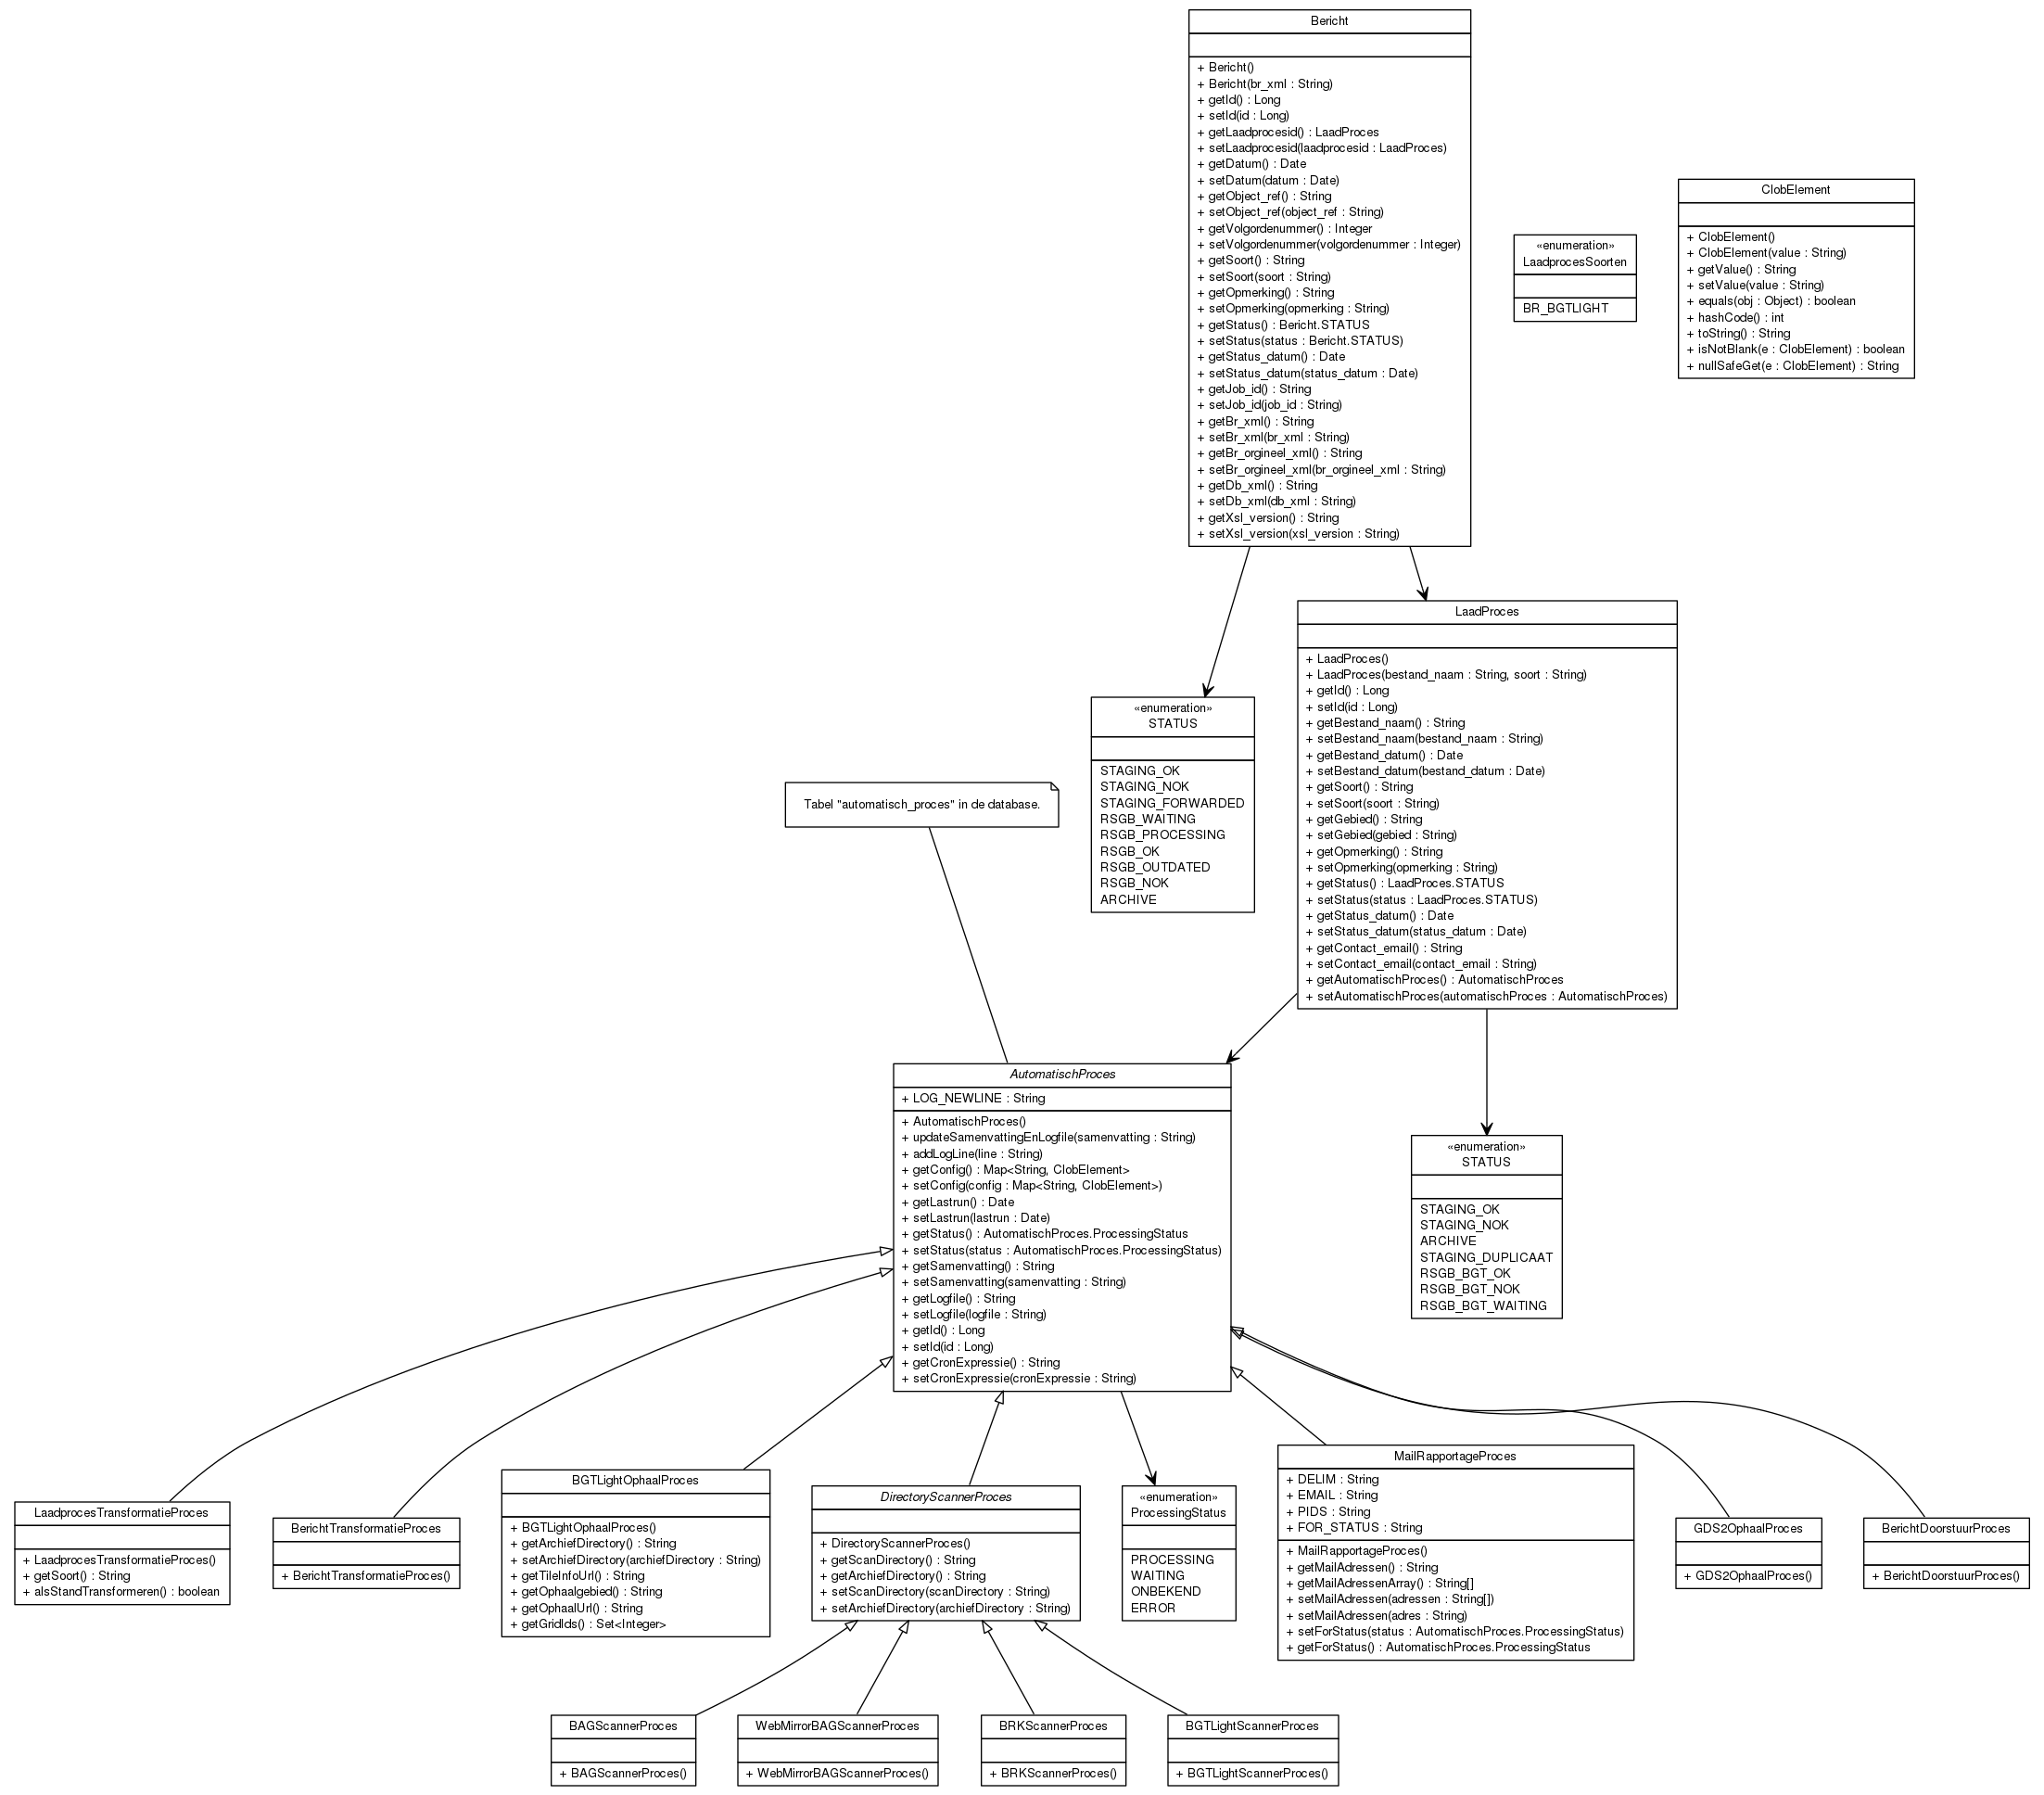 Bericht
+ Bericht()
+ Bericht(br_xml : String)
+ getId() : Long
+ setId(id : Long)
+ getLaadprocesid() : LaadProces
+ setLaadprocesid(laadprocesid : LaadProces)
+ getDatum() : Date
+ setDatum(datum : Date)
+ getObject_ref() : String
+ setObject_ref(object_ref : String)
+ getVolgordenummer() : Integer
+ setVolgordenummer(volgordenummer : Integer)
+ getSoort() : String
+ setSoort(soort : String)
+ getOpmerking() : String
+ setOpmerking(opmerking : String)
+ getStatus() : Bericht.STATUS
+ setStatus(status : Bericht.STATUS)
+ getStatus_datum() : Date
+ setStatus_datum(status_datum : Date)
+ getJob_id() : String
+ setJob_id(job_id : String)
+ getBr_xml() : String
+ setBr_xml(br_xml : String)
+ getBr_orgineel_xml() : String
+ setBr_orgineel_xml(br_orgineel_xml : String)
+ getDb_xml() : String
+ setDb_xml(db_xml : String)
+ getXsl_version() : String
+ setXsl_version(xsl_version : String)
«enumeration»
LaadprocesSoorten
BR_BGTLIGHT
ClobElement
+ ClobElement()
+ ClobElement(value : String)
+ getValue() : String
+ setValue(value : String)
+ equals(obj : Object) : boolean
+ hashCode() : int
+ toString() : String
+ isNotBlank(e : ClobElement) : boolean
+ nullSafeGet(e : ClobElement) : String
LaadProces
+ LaadProces()
+ LaadProces(bestand_naam : String, soort : String)
+ getId() : Long
+ setId(id : Long)
+ getBestand_naam() : String
+ setBestand_naam(bestand_naam : String)
+ getBestand_datum() : Date
+ setBestand_datum(bestand_datum : Date)
+ getSoort() : String
+ setSoort(soort : String)
+ getGebied() : String
+ setGebied(gebied : String)
+ getOpmerking() : String
+ setOpmerking(opmerking : String)
+ getStatus() : LaadProces.STATUS
+ setStatus(status : LaadProces.STATUS)
+ getStatus_datum() : Date
+ setStatus_datum(status_datum : Date)
+ getContact_email() : String
+ setContact_email(contact_email : String)
+ getAutomatischProces() : AutomatischProces
+ setAutomatischProces(automatischProces : AutomatischProces)
«enumeration»
STATUS
STAGING_OK
STAGING_NOK
STAGING_FORWARDED
RSGB_WAITING
RSGB_PROCESSING
RSGB_OK
RSGB_OUTDATED
RSGB_NOK
ARCHIVE
Tabel "automatisch_proces" in de database.
AutomatischProces
+ LOG_NEWLINE : String
+ AutomatischProces()
+ updateSamenvattingEnLogfile(samenvatting : String)
+ addLogLine(line : String)
+ getConfig() : Map<String, ClobElement>
+ setConfig(config : Map<String, ClobElement>)
+ getLastrun() : Date
+ setLastrun(lastrun : Date)
+ getStatus() : AutomatischProces.ProcessingStatus
+ setStatus(status : AutomatischProces.ProcessingStatus)
+ getSamenvatting() : String
+ setSamenvatting(samenvatting : String)
+ getLogfile() : String
+ setLogfile(logfile : String)
+ getId() : Long
+ setId(id : Long)
+ getCronExpressie() : String
+ setCronExpressie(cronExpressie : String)
«enumeration»
STATUS
STAGING_OK
STAGING_NOK
ARCHIVE
STAGING_DUPLICAAT
RSGB_BGT_OK
RSGB_BGT_NOK
RSGB_BGT_WAITING
LaadprocesTransformatieProces
+ LaadprocesTransformatieProces()
+ getSoort() : String
+ alsStandTransformeren() : boolean
BerichtTransformatieProces
+ BerichtTransformatieProces()
BGTLightOphaalProces
+ BGTLightOphaalProces()
+ getArchiefDirectory() : String
+ setArchiefDirectory(archiefDirectory : String)
+ getTileInfoUrl() : String
+ getOphaalgebied() : String
+ getOphaalUrl() : String
+ getGridIds() : Set<Integer>
DirectoryScannerProces
+ DirectoryScannerProces()
+ getScanDirectory() : String
+ getArchiefDirectory() : String
+ setScanDirectory(scanDirectory : String)
+ setArchiefDirectory(archiefDirectory : String)
«enumeration»
ProcessingStatus
PROCESSING
WAITING
ONBEKEND
ERROR
MailRapportageProces
+ DELIM : String
+ EMAIL : String
+ PIDS : String
+ FOR_STATUS : String
+ MailRapportageProces()
+ getMailAdressen() : String
+ getMailAdressenArray() : String[]
+ setMailAdressen(adressen : String[])
+ setMailAdressen(adres : String)
+ setForStatus(status : AutomatischProces.ProcessingStatus)
+ getForStatus() : AutomatischProces.ProcessingStatus
GDS2OphaalProces
+ GDS2OphaalProces()
BerichtDoorstuurProces
+ BerichtDoorstuurProces()
BAGScannerProces
+ BAGScannerProces()
WebMirrorBAGScannerProces
+ WebMirrorBAGScannerProces()
BRKScannerProces
+ BRKScannerProces()
BGTLightScannerProces
+ BGTLightScannerProces()